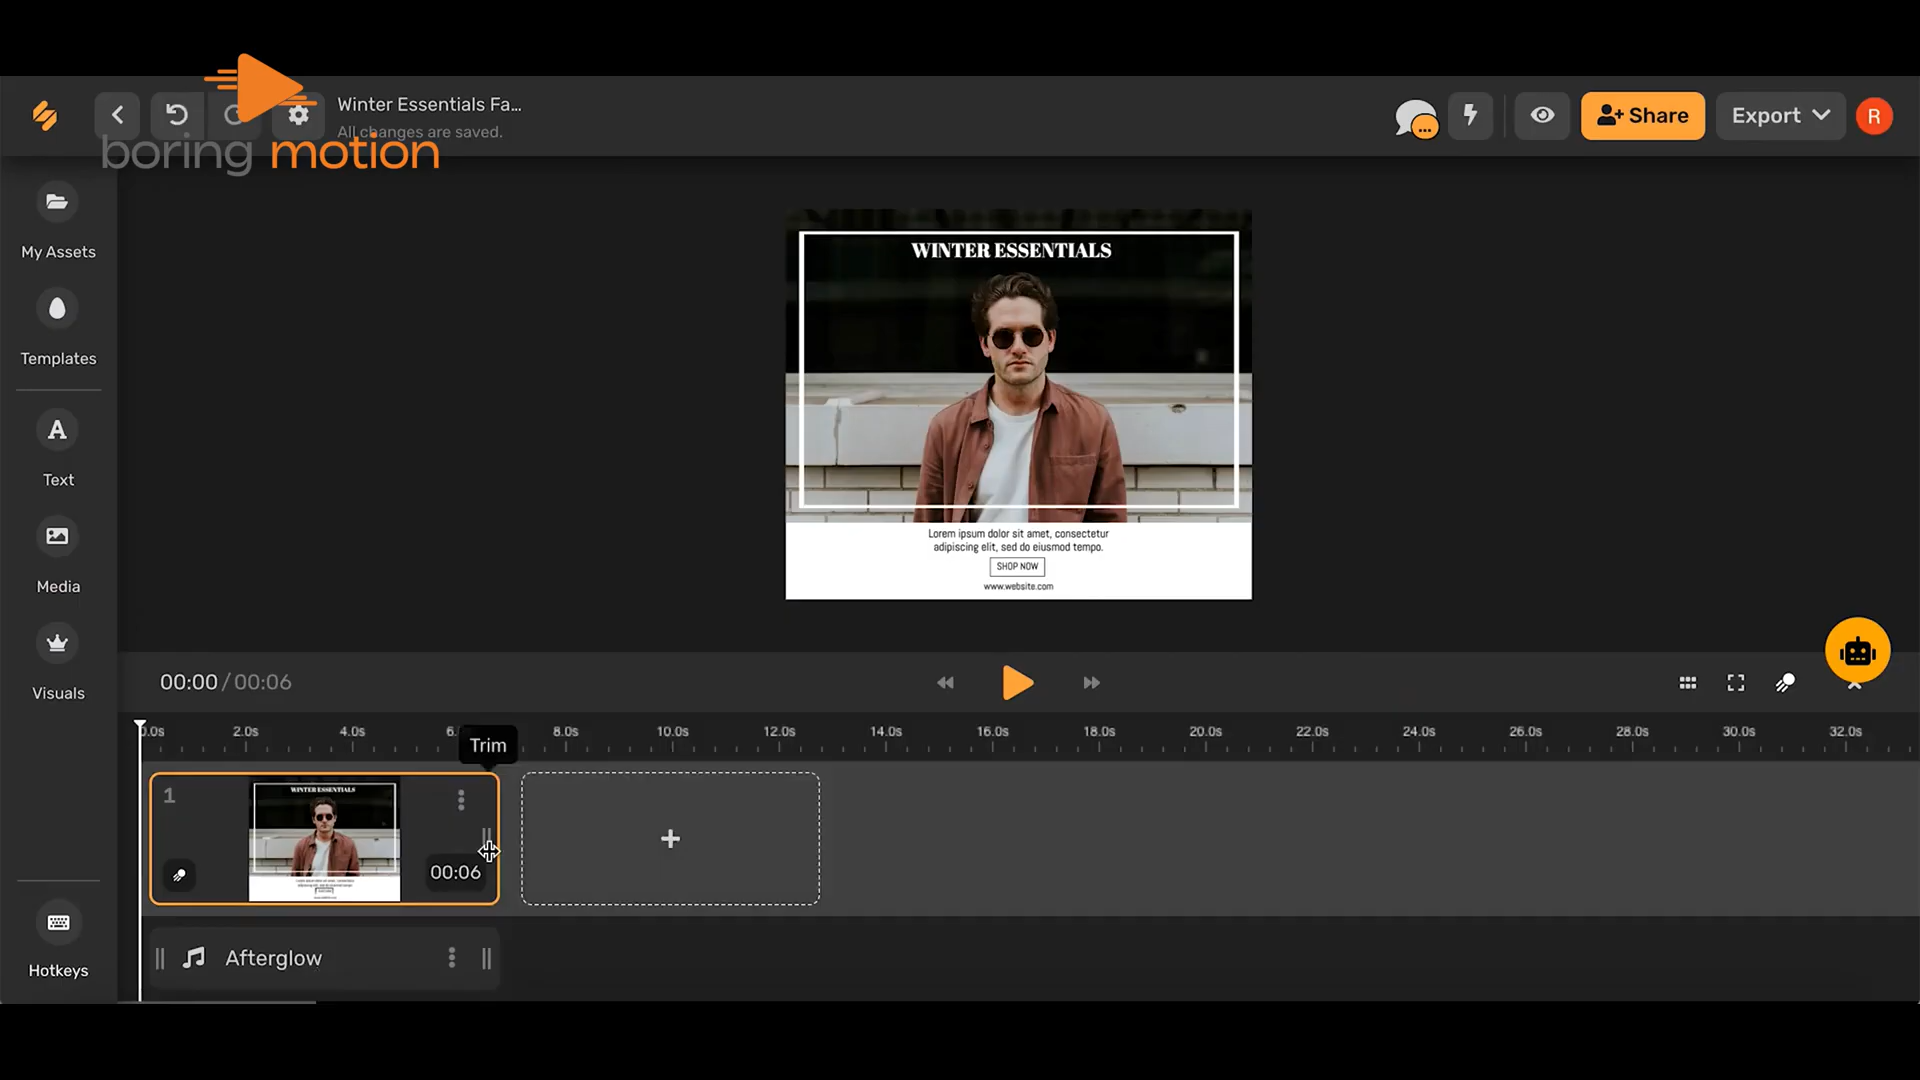 Winter Essentials Fa...
All changes are saved.
boring motion
Share
Export
R
My Assets
Templates
A
Text
Media
Visuals
Hotkeys
WINTER ESSENTIALS
Lorem ipsum dolor sit amet, consectetur
adipiscing elit, sed do eiusmod tempo.
SHOP NOW
www.website.com
00:00 / 00:06
0.0s 2.0s 4.0s 6. 8.0s 10.0s 12.0s 14.0s 16.0s 18.0s 20.0s 22.0s 24.0s 26.0s 28.0s 30.0s 32.0s
Trim
1
WINTER ESSENTIALS
00:06
+
Afterglow